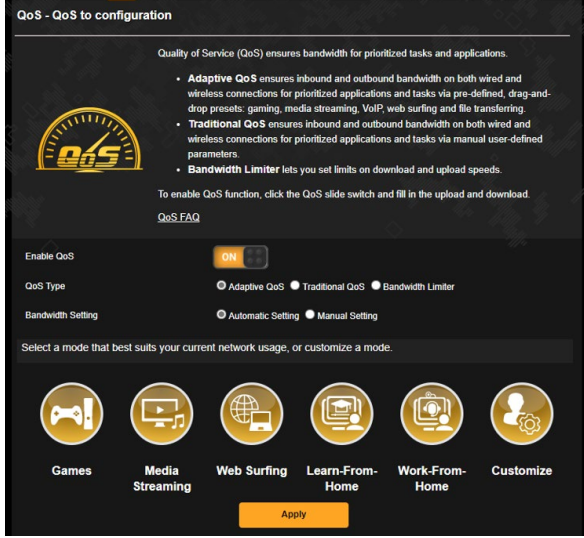 QoS - QoS to configuration
Quality of Service (QoS) ensures bandwidth for prioritized tasks and applications.
• Adaptive QoS ensures inbound and outbound bandwidth on both wired and
wireless connections for prioritized applications and tasks via pre-defined, drag-and-
drop presets: gaming, media streaming, VoIP, web surfing and file transferring.
• Traditional QoS ensures inbound and outbound bandwidth on both wired and
wireless connections for prioritized applications and tasks via manual user-defined
parameters.
• Bandwidth Limiter lets you set limits on download and upload speeds.
QoS
To enable QoS function, click the QoS slide switch and fill in the upload and download.
QoS FAQ
Enable QoS ON
QoS Type Adaptive QoS Traditional QoS Bandwidth Limiter
Bandwidth Setting Automatic Setting Manual Setting
Select a mode that best suits your current network usage, or customize a mode.
Games Media Web Surfing Learn-From- Work-From- Customize
Streaming Home Home
Apply